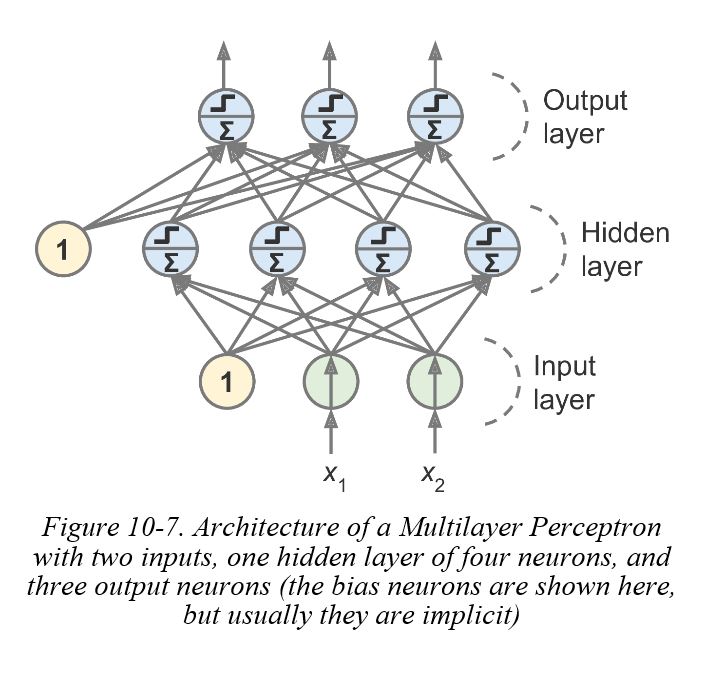 Σ Σ Σ
Output
layer
1 Σ Σ Σ Σ
Hidden
layer
1
Input
layer
x1 x2
Figure 10-7. Architecture of a Multilayer Perceptron
with two inputs, one hidden layer of four neurons, and
three output neurons (the bias neurons are shown here,
but usually they are implicit)